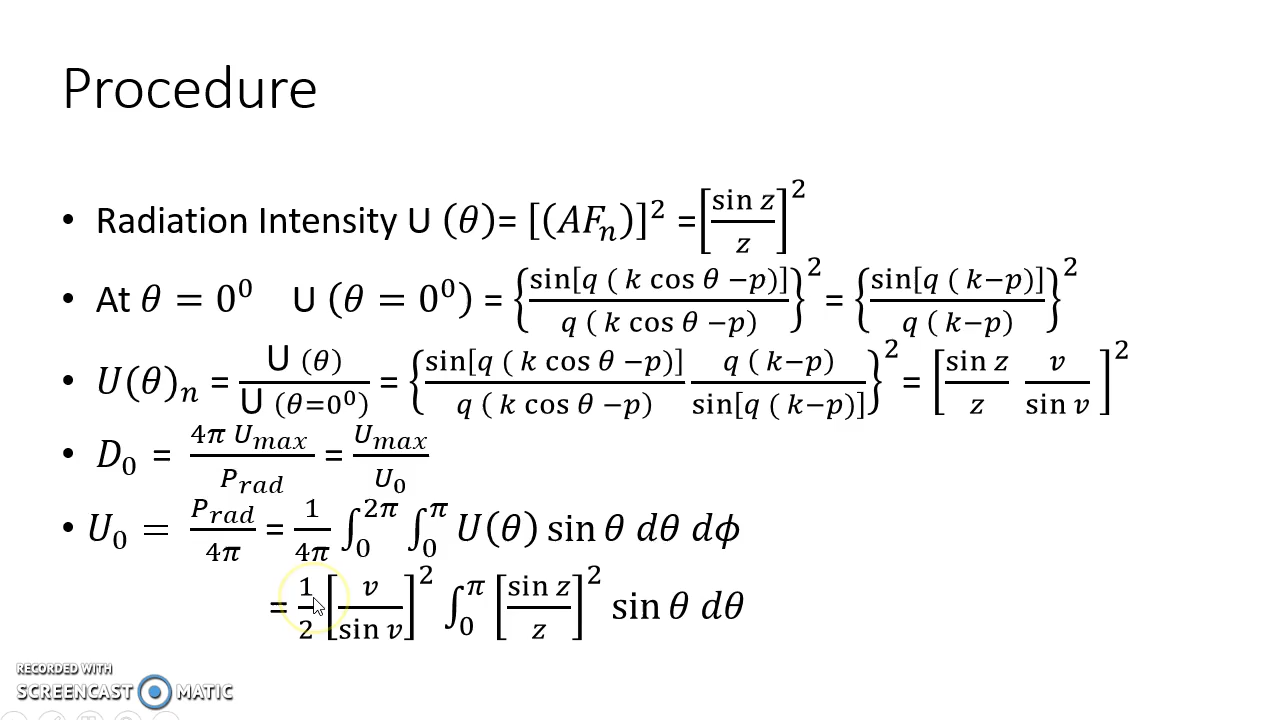 Procedure
• Radiation Intensity U (θ)= [(AFₙ)]² =[sin z / z]²
• At θ = 0⁰ U (θ = 0⁰) = {sin[q ( k cos θ −p)] / q ( k cos θ −p)}² = {sin[q ( k−p)] / q ( k−p)}²
• U(θ)ₙ = U (θ) / U (θ=0⁰) = {sin[q ( k cos θ −p)] / q ( k cos θ −p) q ( k−p) / sin[q ( k−p)]}² = [sin z / z v / sin v]²
• D₀ = 4π U_max / P_rad = U_max / U₀
• U₀ = P_rad / 4π = 1 / 4π ∫₀^2π ∫₀^π U(θ) sin θ dθ dϕ
= 1 / 2 [v / sin v]² ∫₀^π [sin z / z]² sin θ dθ
RECORDED WITH
SCREENCAST MATIC